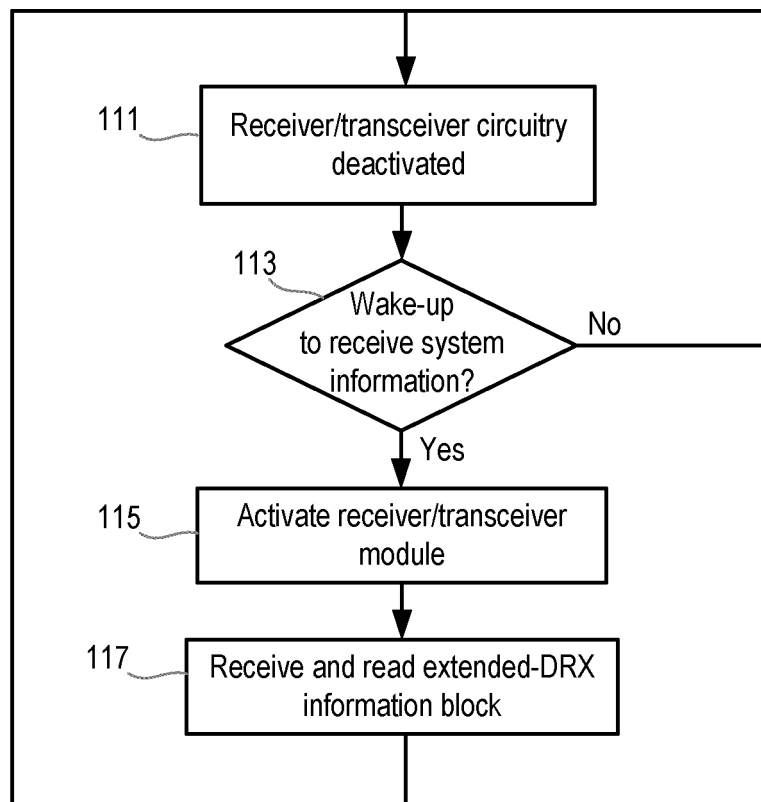 111
Receiver/transceiver circuitry
deactivated
113
Wake-up
to receive system
information?
No
Yes
115
Activate receiver/transceiver
module
117
Receive and read extended-DRX
information block